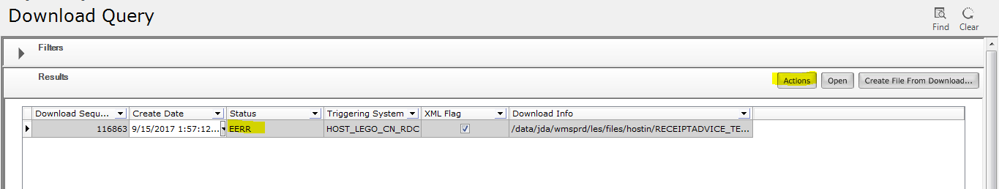 Download Query
Find Clear
Filters
Results Actions Open Create File From Download...
Download Sequ... Create Date Status Triggering System XML Flag Download Info
116863 9/15/2017 1:57:12... EERR HOST_LEGO_CN_RDC /data/jda/wmsprd/les/files/hostin/RECEIPTADVICE_TE...